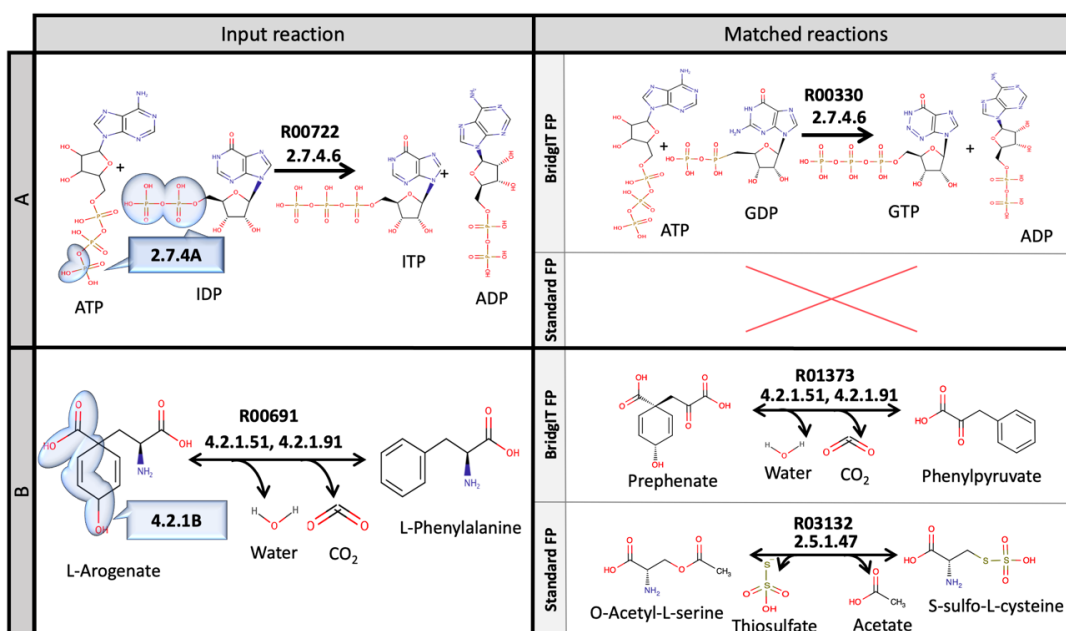 Input reaction
Matched reactions
A
R00722
2.7.4.6
2.7.4A
ATP
IDP
ITP
ADP
BridgIT FP
R00330
2.7.4.6
ATP
GDP
GTP
ADP
Standard FP
B
R00691
4.2.1.51, 4.2.1.91
4.2.1B
L-Arogenate
Water
CO2
L-Phenylalanine
BridgIT FP
R01373
4.2.1.51, 4.2.1.91
Prephenate
Water
CO2
Phenylpyruvate
Standard FP
R03132
2.5.1.47
O-Acetyl-L-serine
Thiosulfate
Acetate
S-sulfo-L-cysteine